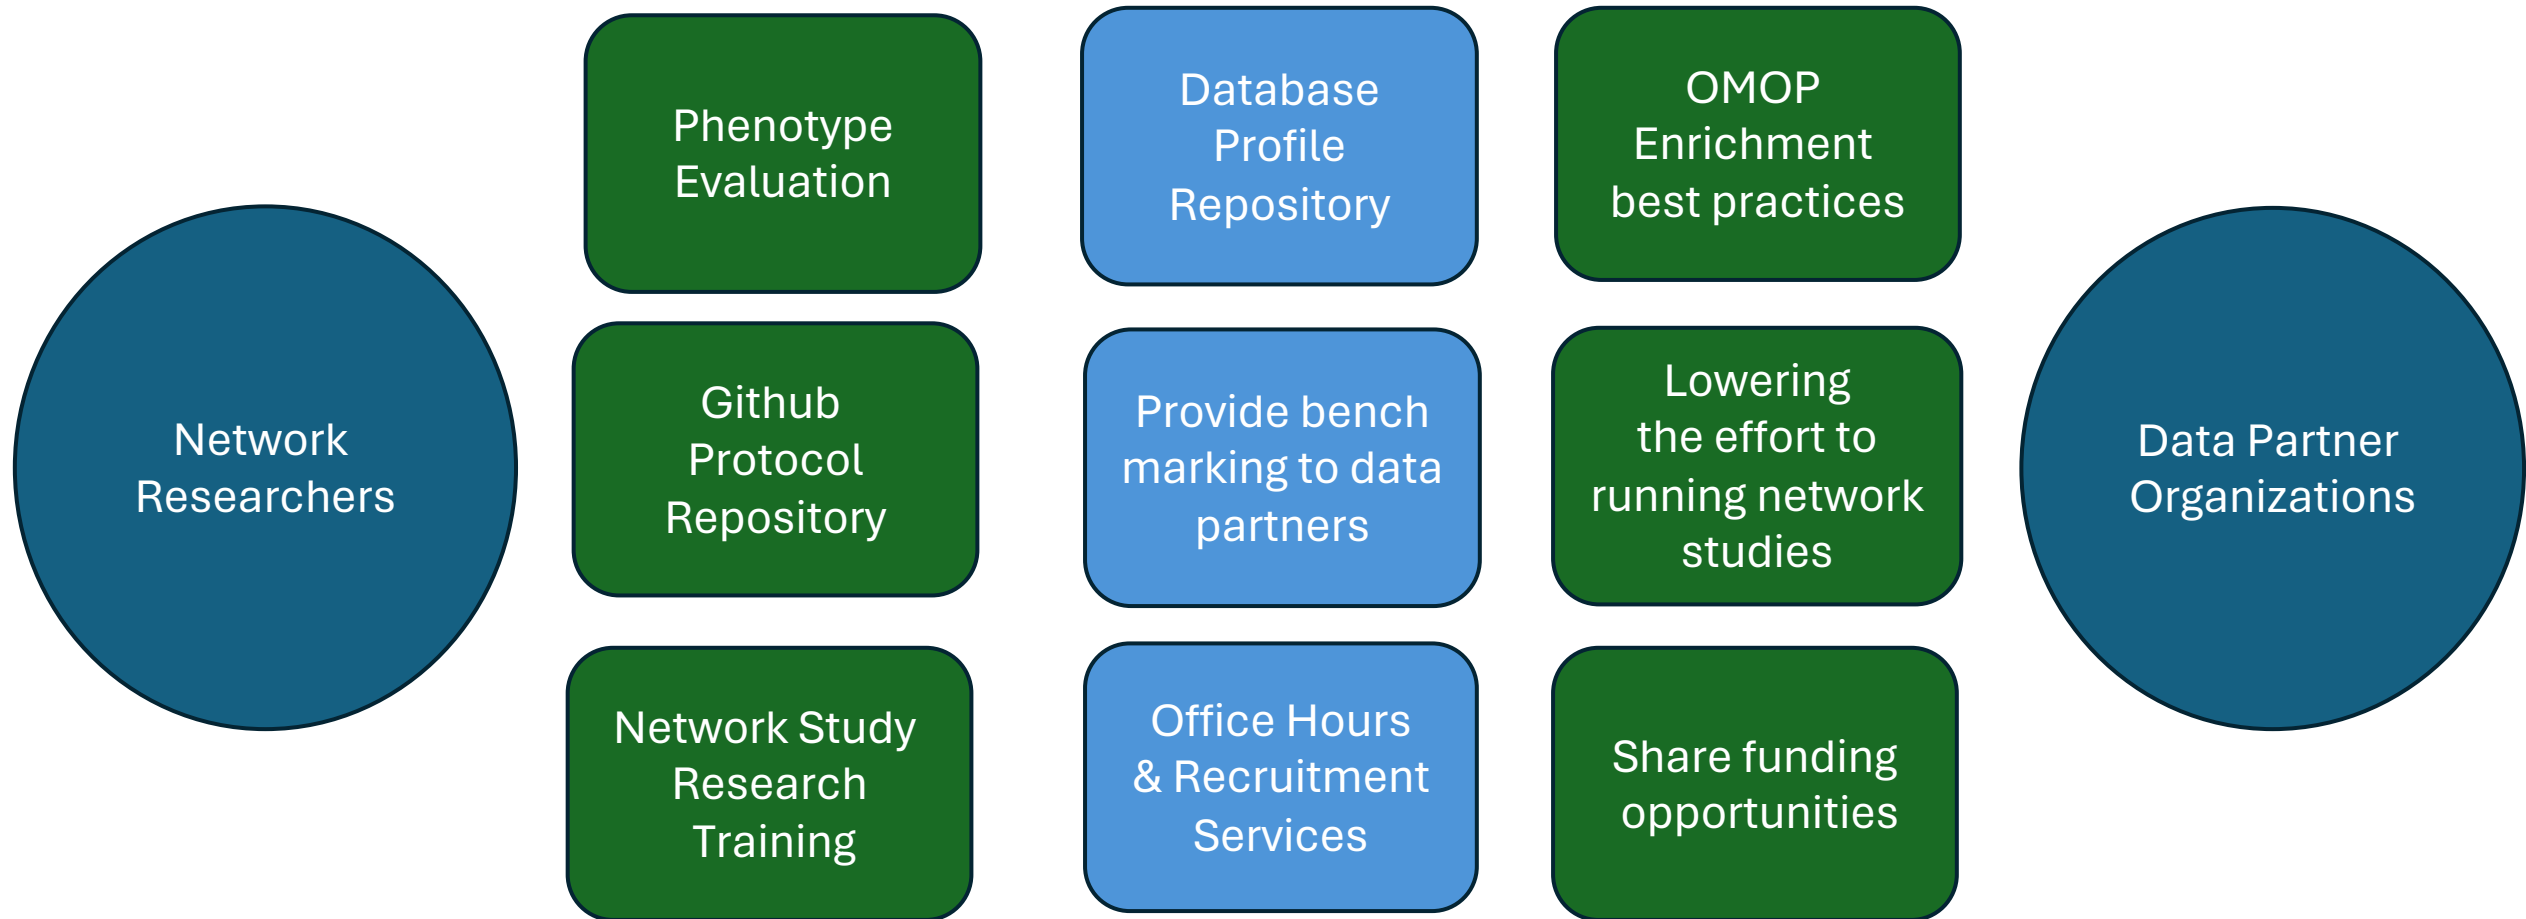 Network
Researchers
Phenotype
Evaluation
Github
Protocol
Repository
Network Study
Research
Training
Database
Profile
Repository
Provide bench
marking to data
partners
Office Hours
& Recruitment
Services
OMOP
Enrichment
best practices
Lowering
the effort to
running network
studies
Share funding
opportunities
Data Partner
Organizations